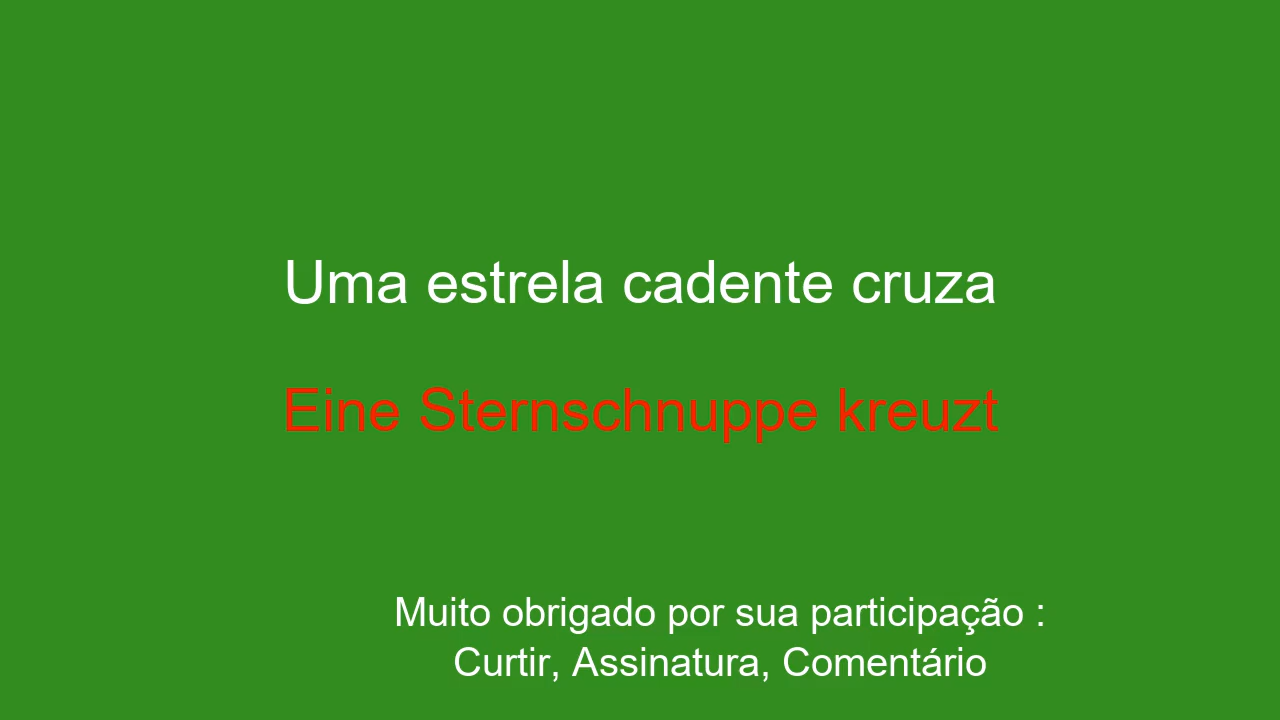 Uma estrela cadente cruza
Eine Sternschnuppe kreuzt
Muito obrigado por sua participação :
Curtir, Assinatura, Comentário